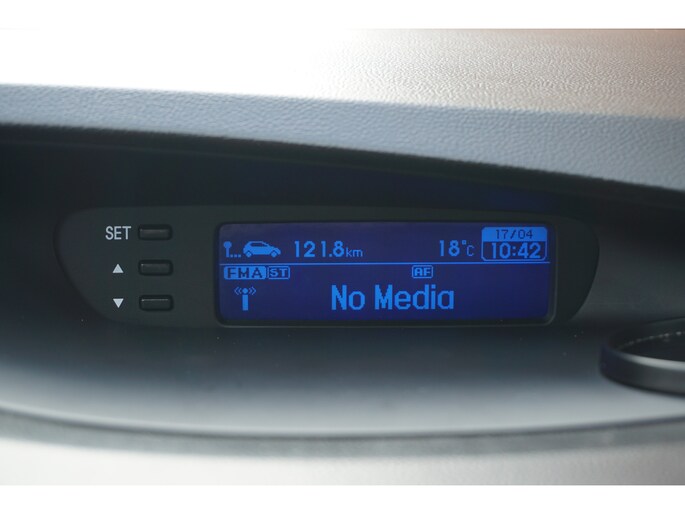 SET
121.8km 18°C 17/04
10:42
FMA ST AF
No Media